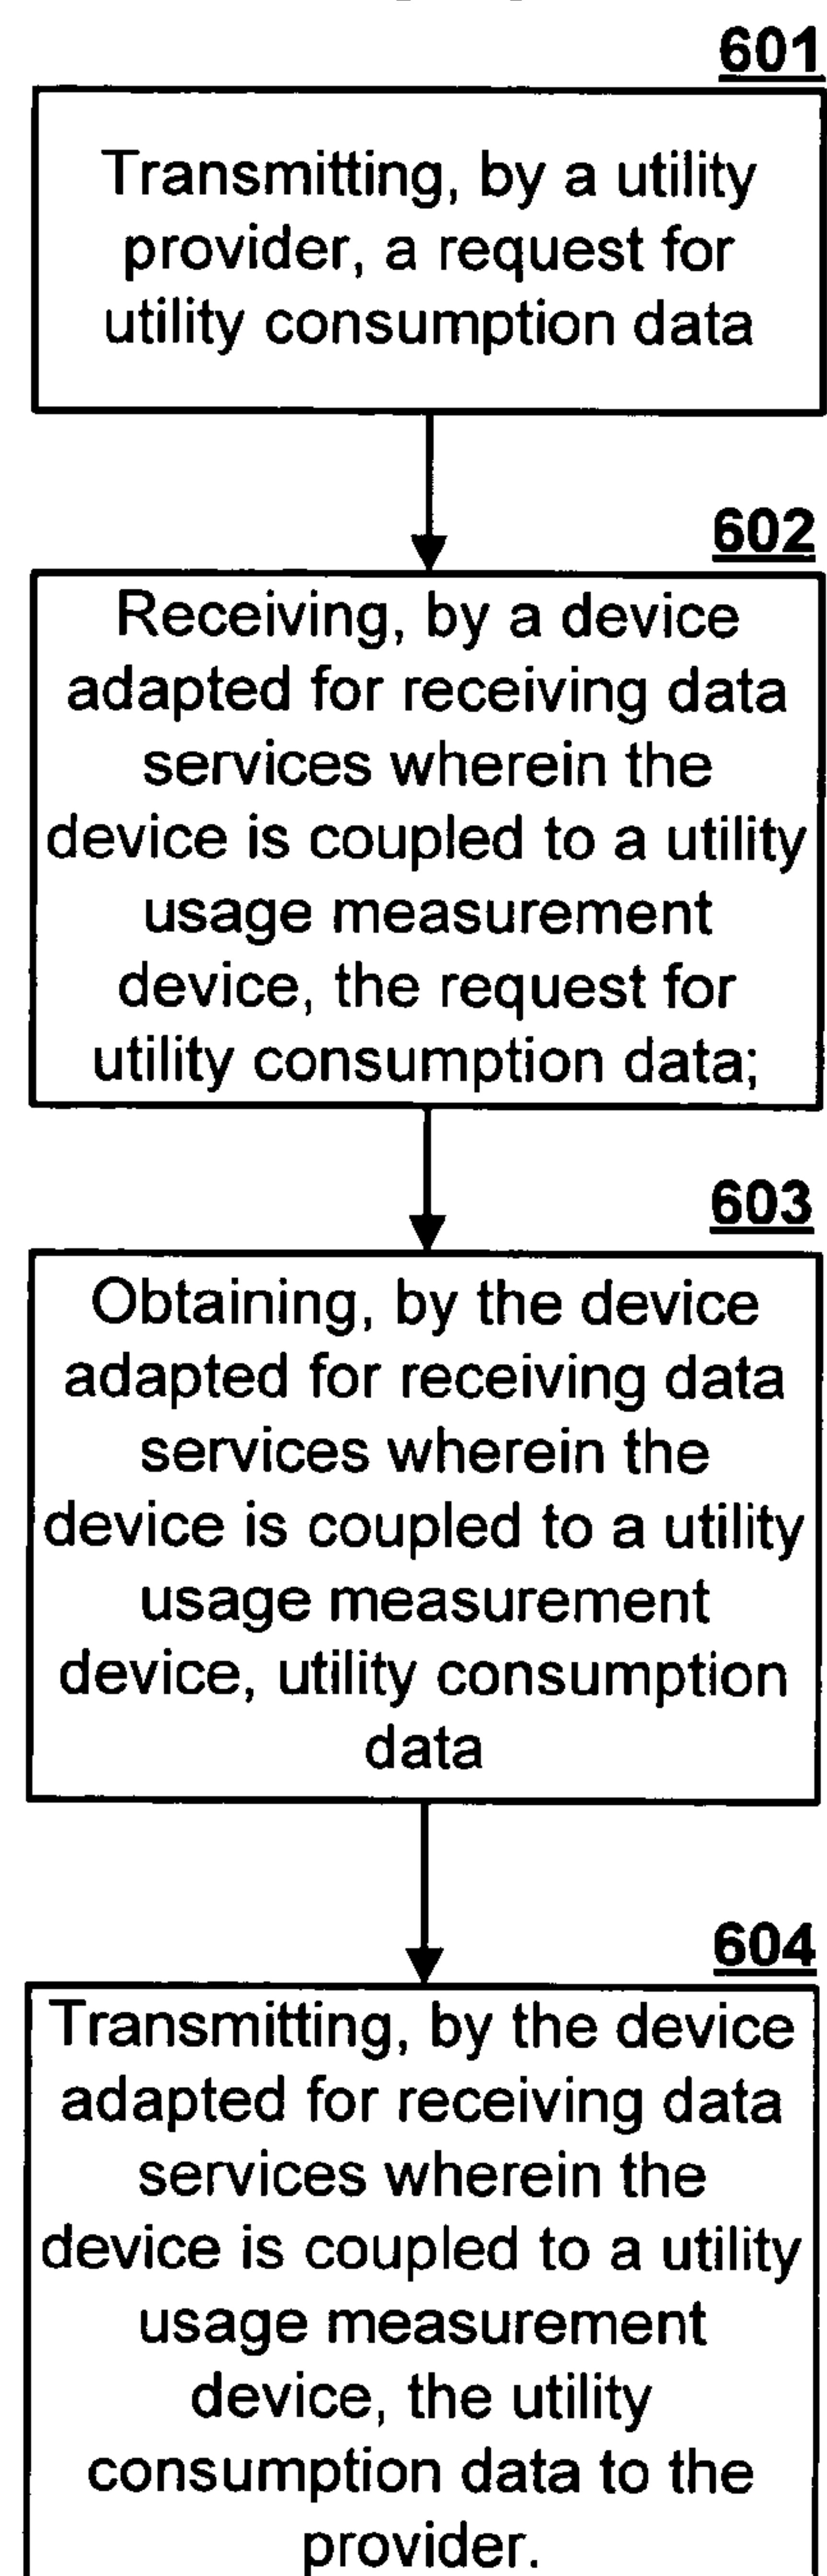 601
Transmitting, by a utility
provider, a request for
utility consumption data
602
Receiving, by a device
adapted for receiving data
services wherein the
device is coupled to a utility
usage measurement
device, the request for
utility consumption data;
603
Obtaining, by the device
adapted for receiving data
services wherein the
device is coupled to a utility
usage measurement
device, utility consumption
data
604
Transmitting, by the device
adapted for receiving data
services wherein the
device is coupled to a utility
usage measurement
device, the utility
consumption data to the
provider.